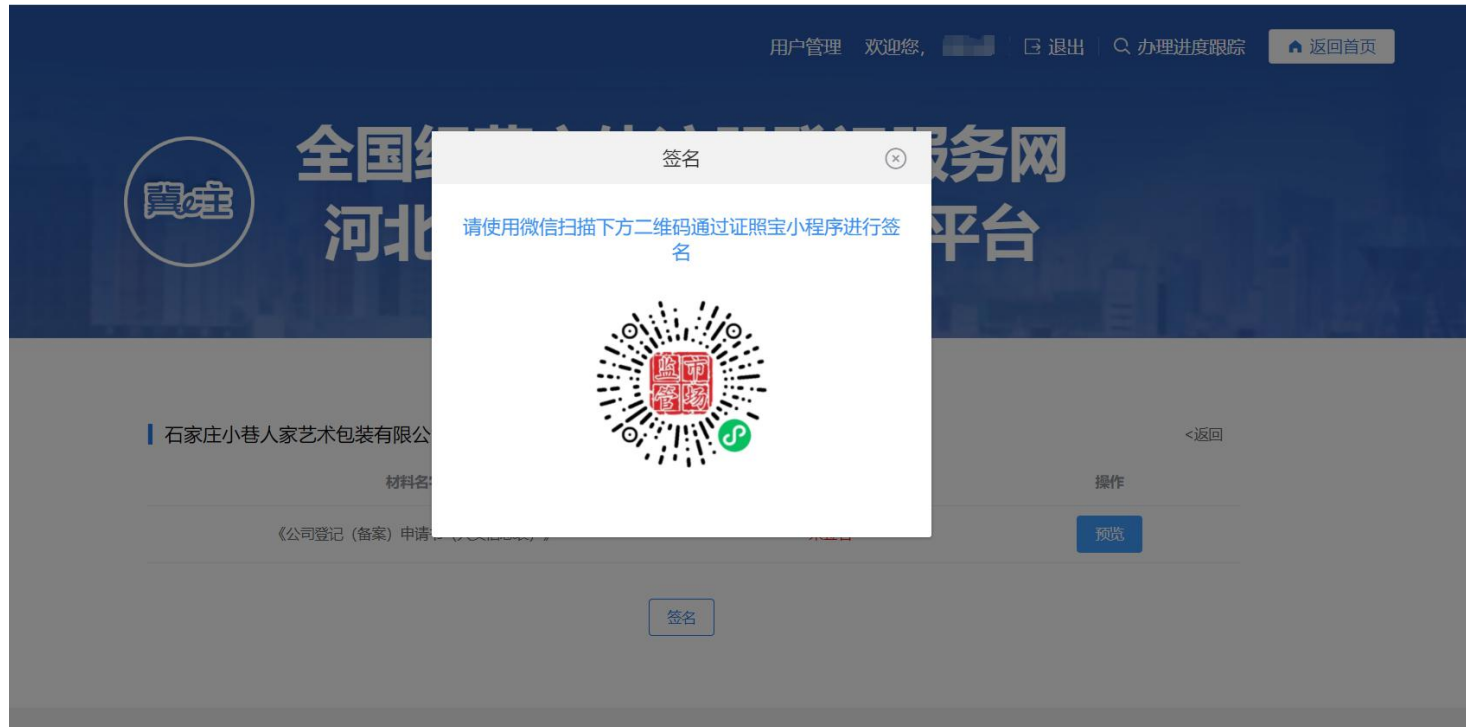 用户管理 欢迎您, 退出 办理进度跟踪 返回首页
冀e主
全国 服务网
河北 平台
签名
请使用微信扫描下方二维码通过证照宝小程序进行签
名
市场
监管
石家庄小巷人家艺术包装有限公
<返回
材料名 操作
《公司登记(备案)申请 预览
签名